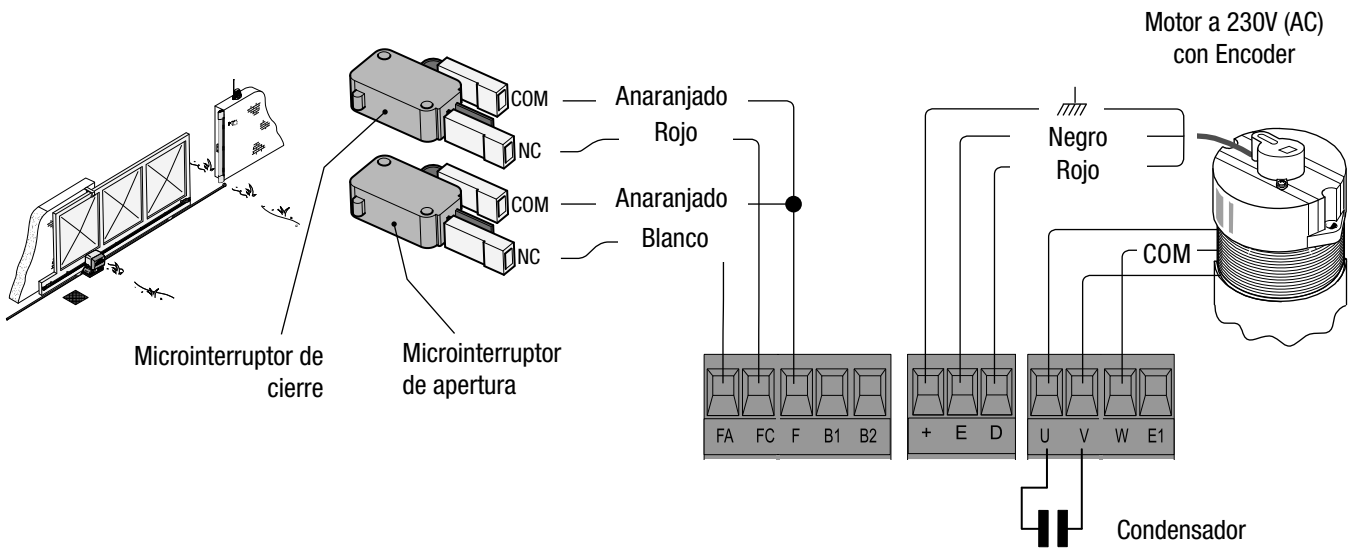 Motor a 230V (AC)
con Encoder
COM
Anaranjado
NC
Rojo
COM
Anaranjado
NC
Blanco
Negro
Rojo
COM
Microinterruptor de
cierre
Microinterruptor
de apertura
FA FC F B1 B2
+ E D
U V W E1
Condensador